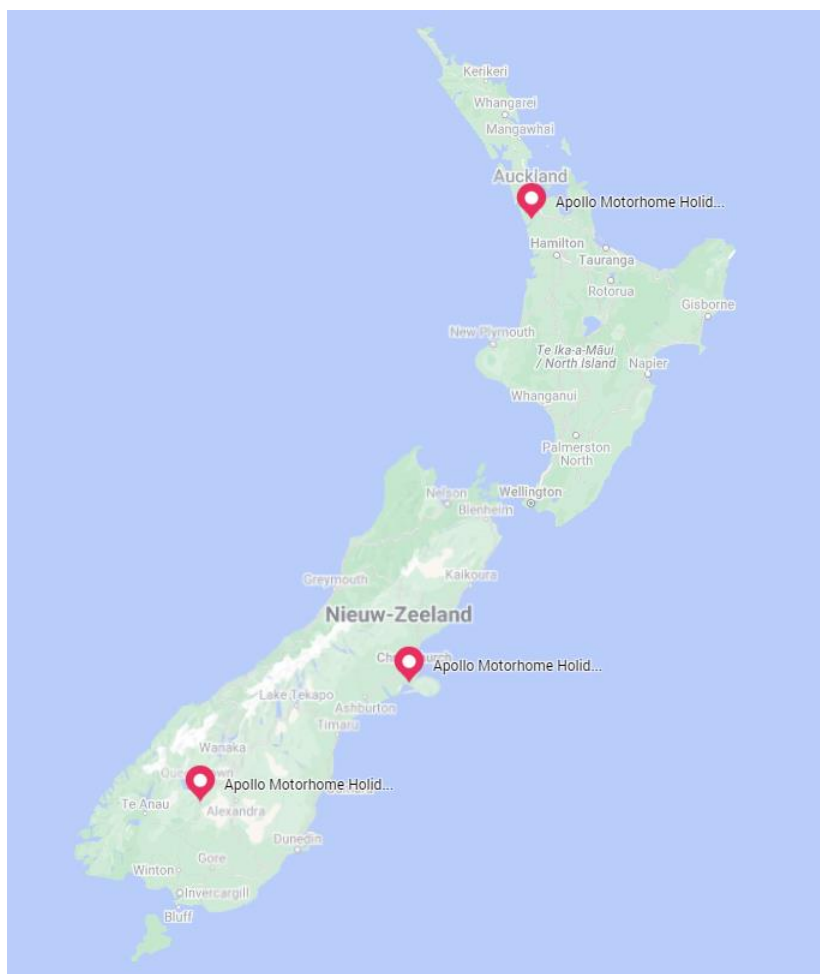 Kerikeri
Whangarei
Mangawhai
Auckland
Apollo Motorhome Holid...
Hamilton
Tauranga
Rotorua
Gisborne
New Plymouth
Te Ika-a-Māui
/ North Island
Napier
Whanganui
Palmerston
North
Nelson
Wellington
Blenheim
Greymouth
Kaikoura
Nieuw-Zeeland
Apollo Motorhome Holid...
Lake Tekapo
Ashburton
Timaru
Wanaka
Apollo Motorhome Holid...
Te Anau
Alexandra
Dunedin
Gore
Winton
Invercargill
Bluff